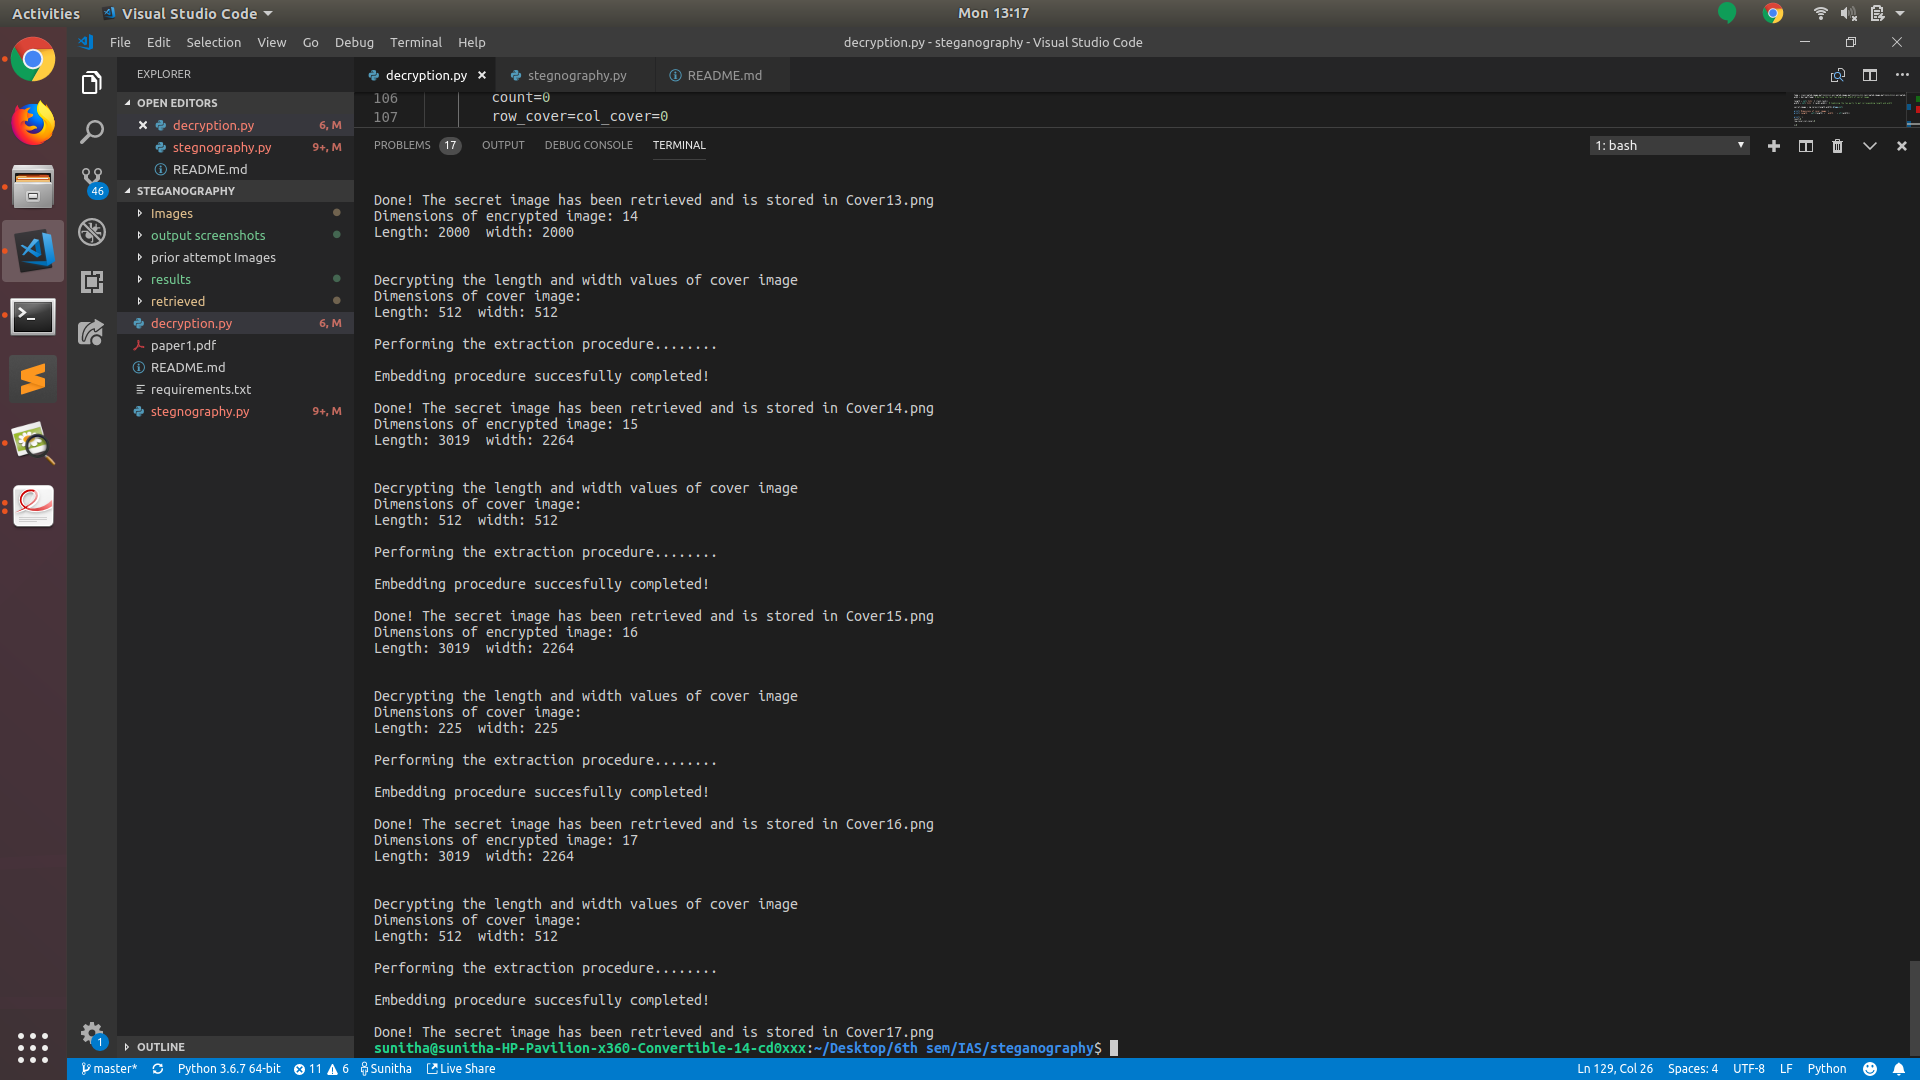 Activities
Visual Studio Code
Mon 13:17
File Edit Selection View Go Debug Terminal Help
decryption.py - steganography - Visual Studio Code
EXPLORER
OPEN EDITORS
decryption.py 6, M
stegnography.py 9+, M
README.md
46
STEGANOGRAPHY
Images
output screenshots
prior attempt Images
results
retrieved
decryption.py 6, M
paper1.pdf
README.md
requirements.txt
stegnography.py 9+, M
OUTLINE
1
decryption.py
stegnography.py
README.md
106 count=0
107 row_cover=col_cover=0
PROBLEMS 17 OUTPUT DEBUG CONSOLE TERMINAL
1: bash
Done! The secret image has been retrieved and is stored in Cover13.png
Dimensions of encrypted image: 14
Length: 2000 width: 2000
Decrypting the length and width values of cover image
Dimensions of cover image:
Length: 512 width: 512
Performing the extraction procedure........
Embedding procedure succesfully completed!
Done! The secret image has been retrieved and is stored in Cover14.png
Dimensions of encrypted image: 15
Length: 3019 width: 2264
Decrypting the length and width values of cover image
Dimensions of cover image:
Length: 512 width: 512
Performing the extraction procedure........
Embedding procedure succesfully completed!
Done! The secret image has been retrieved and is stored in Cover15.png
Dimensions of encrypted image: 16
Length: 3019 width: 2264
Decrypting the length and width values of cover image
Dimensions of cover image:
Length: 225 width: 225
Performing the extraction procedure........
Embedding procedure succesfully completed!
Done! The secret image has been retrieved and is stored in Cover16.png
Dimensions of encrypted image: 17
Length: 3019 width: 2264
Decrypting the length and width values of cover image
Dimensions of cover image:
Length: 512 width: 512
Performing the extraction procedure........
Embedding procedure succesfully completed!
Done! The secret image has been retrieved and is stored in Cover17.png
sunitha@sunitha-HP-Pavilion-x360-Convertible-14-cd0xxx:~/Desktop/6th sem/IAS/steganography$
master* Python 3.6.7 64-bit 11 6 Sunitha Live Share
Ln 129, Col 26 Spaces: 4 UTF-8 LF Python